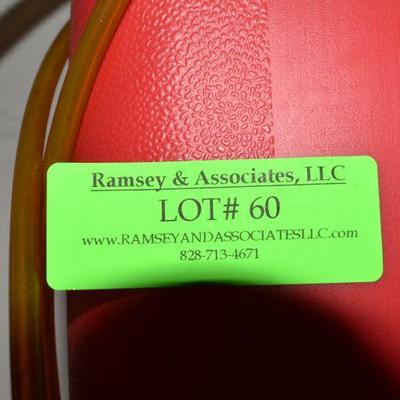 Ramsey & Associates, LLC
LOT# 60
www.RAMSEYANDASSOCIATESLLC.com
828-713-4671